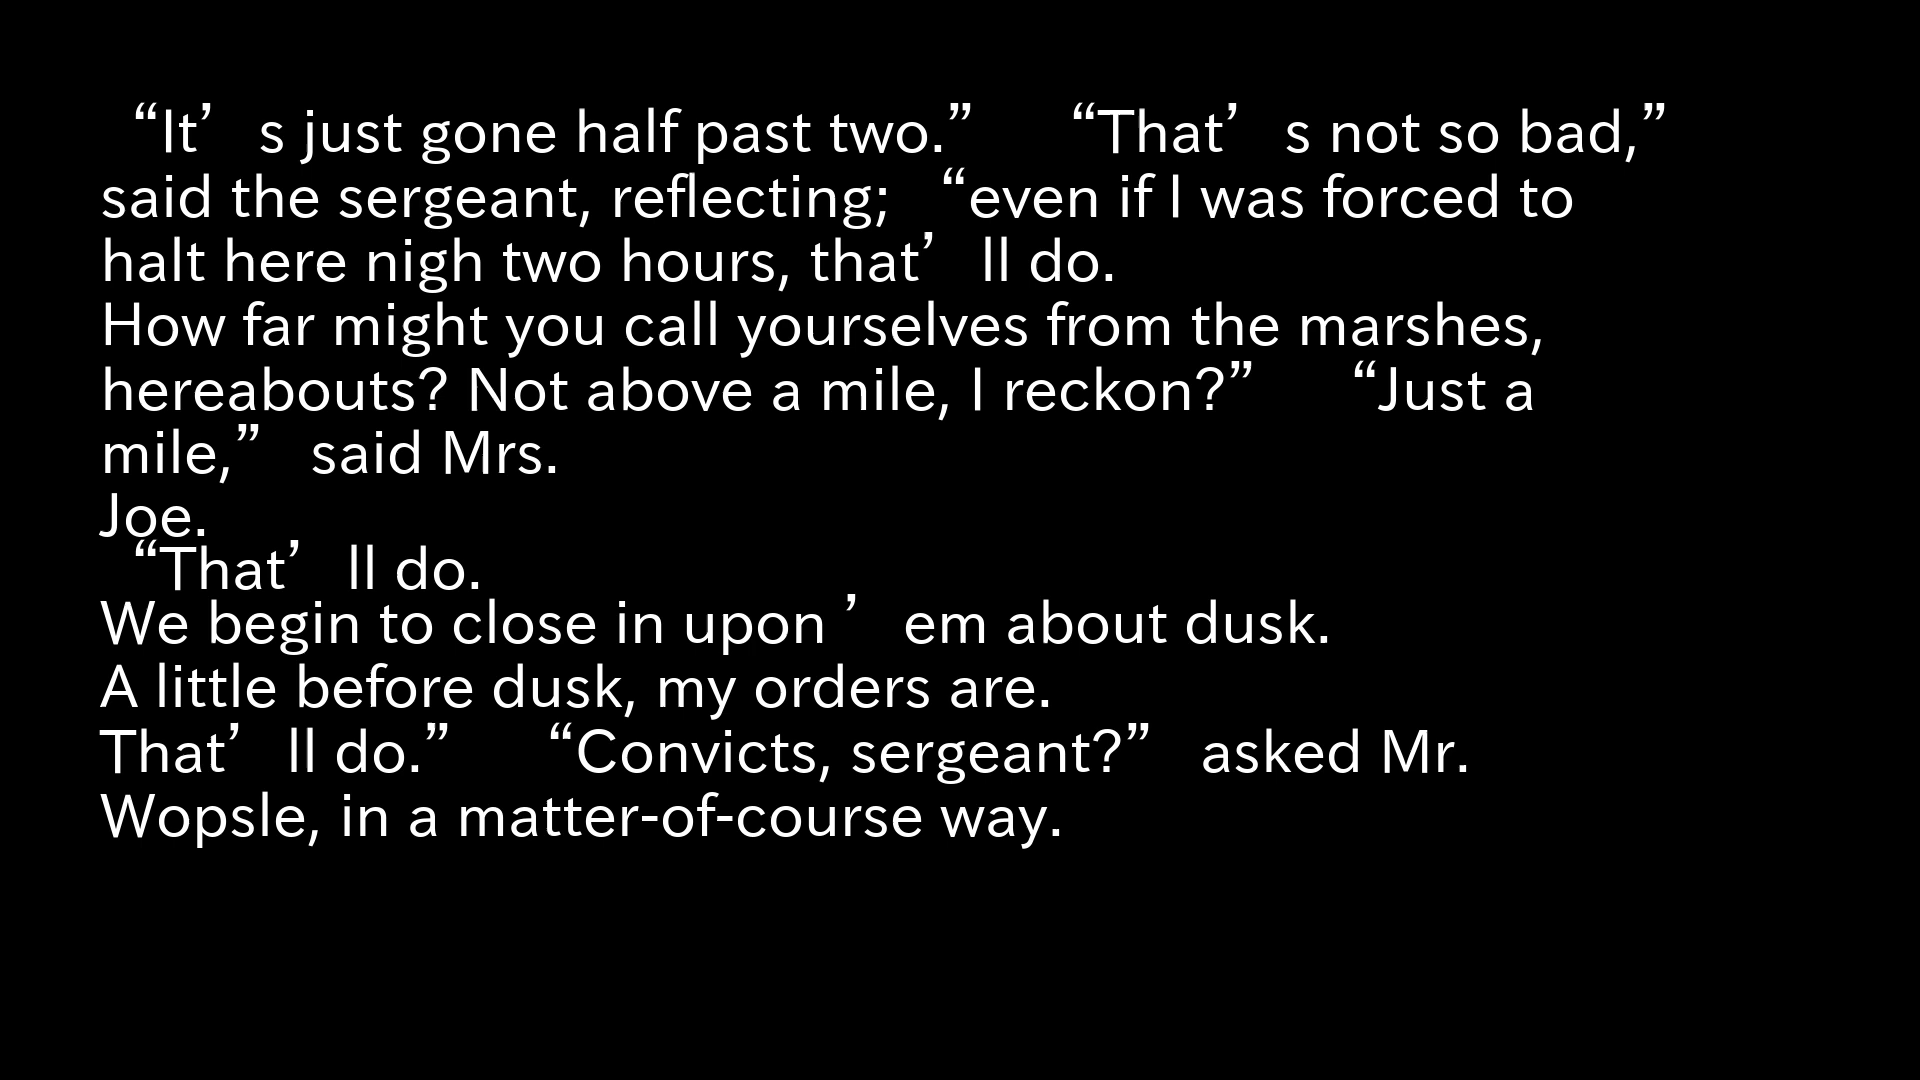 “It’s just gone half past two.” “That’s not so bad,”
said the sergeant, reflecting; “even if I was forced to
halt here nigh two hours, that’ll do.
How far might you call yourselves from the marshes,
hereabouts? Not above a mile, I reckon?” “Just a
mile,” said Mrs.
Joe.
“That’ll do.
We begin to close in upon ’em about dusk.
A little before dusk, my orders are.
That’ll do.” “Convicts, sergeant?” asked Mr.
Wopsle, in a matter-of-course way.